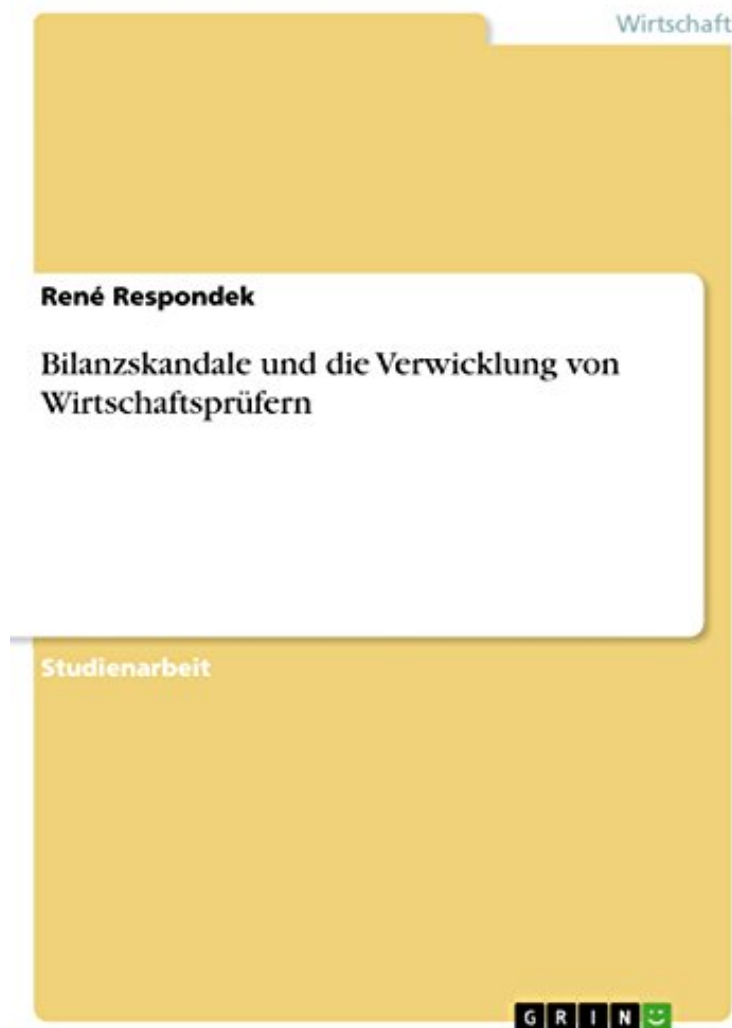 Wirtschaft
René Respondek
Bilanzskandale und die Verwicklung von
Wirtschaftsprüfern
Studienarbeit
GRIN